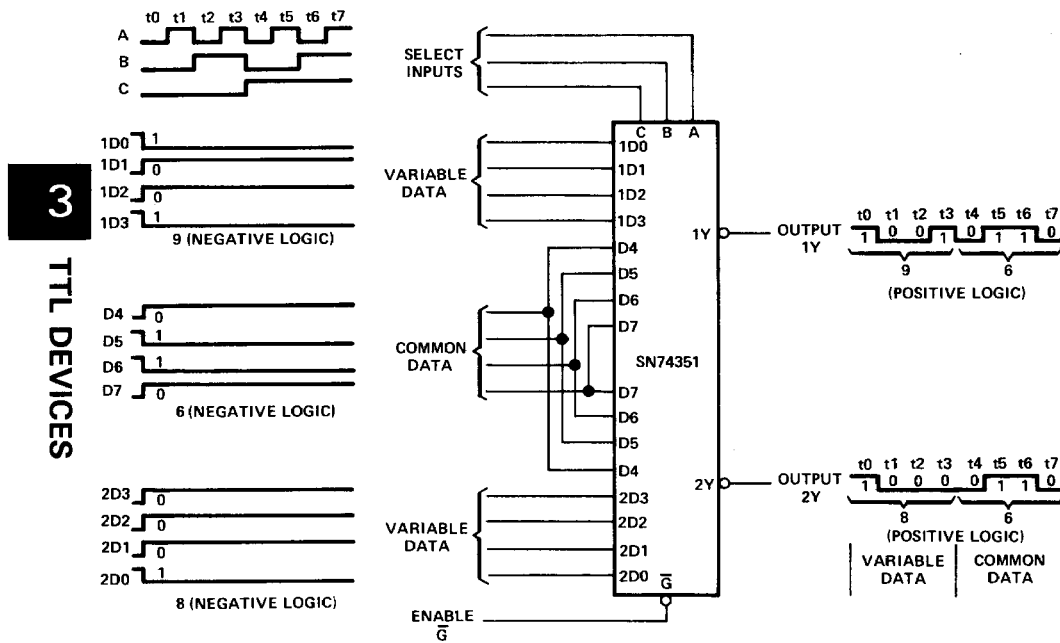 t0 t1 t2 t3 t4 t5 t6 t7
A
B
C
1D0 1
1D1 0
1D2 0
1D3 1
9 (NEGATIVE LOGIC)
D4 0
D5 1
D6 1
D7 0
6 (NEGATIVE LOGIC)
2D3 0
2D2 0
2D1 0
2D0 1
8 (NEGATIVE LOGIC)
3
TTL DEVICES
SELECT
INPUTS
VARIABLE
DATA
COMMON
DATA
VARIABLE
DATA
ENABLE
G̅
C B A
1D0
1D1
1D2
1D3
D4
D5
D6
D7
SN74351
D7
D6
D5
D4
2D3
2D2
2D1
2D0
G̅
1Y
2Y
OUTPUT
1Y
t0 t1 t2 t3 t4 t5 t6 t7
1 0 0 1 0 1 1 0
9 6
(POSITIVE LOGIC)
OUTPUT
2Y
t0 t1 t2 t3 t4 t5 t6 t7
1 0 0 0 0 1 1 0
8 6
(POSITIVE LOGIC)
VARIABLE
DATA
COMMON
DATA